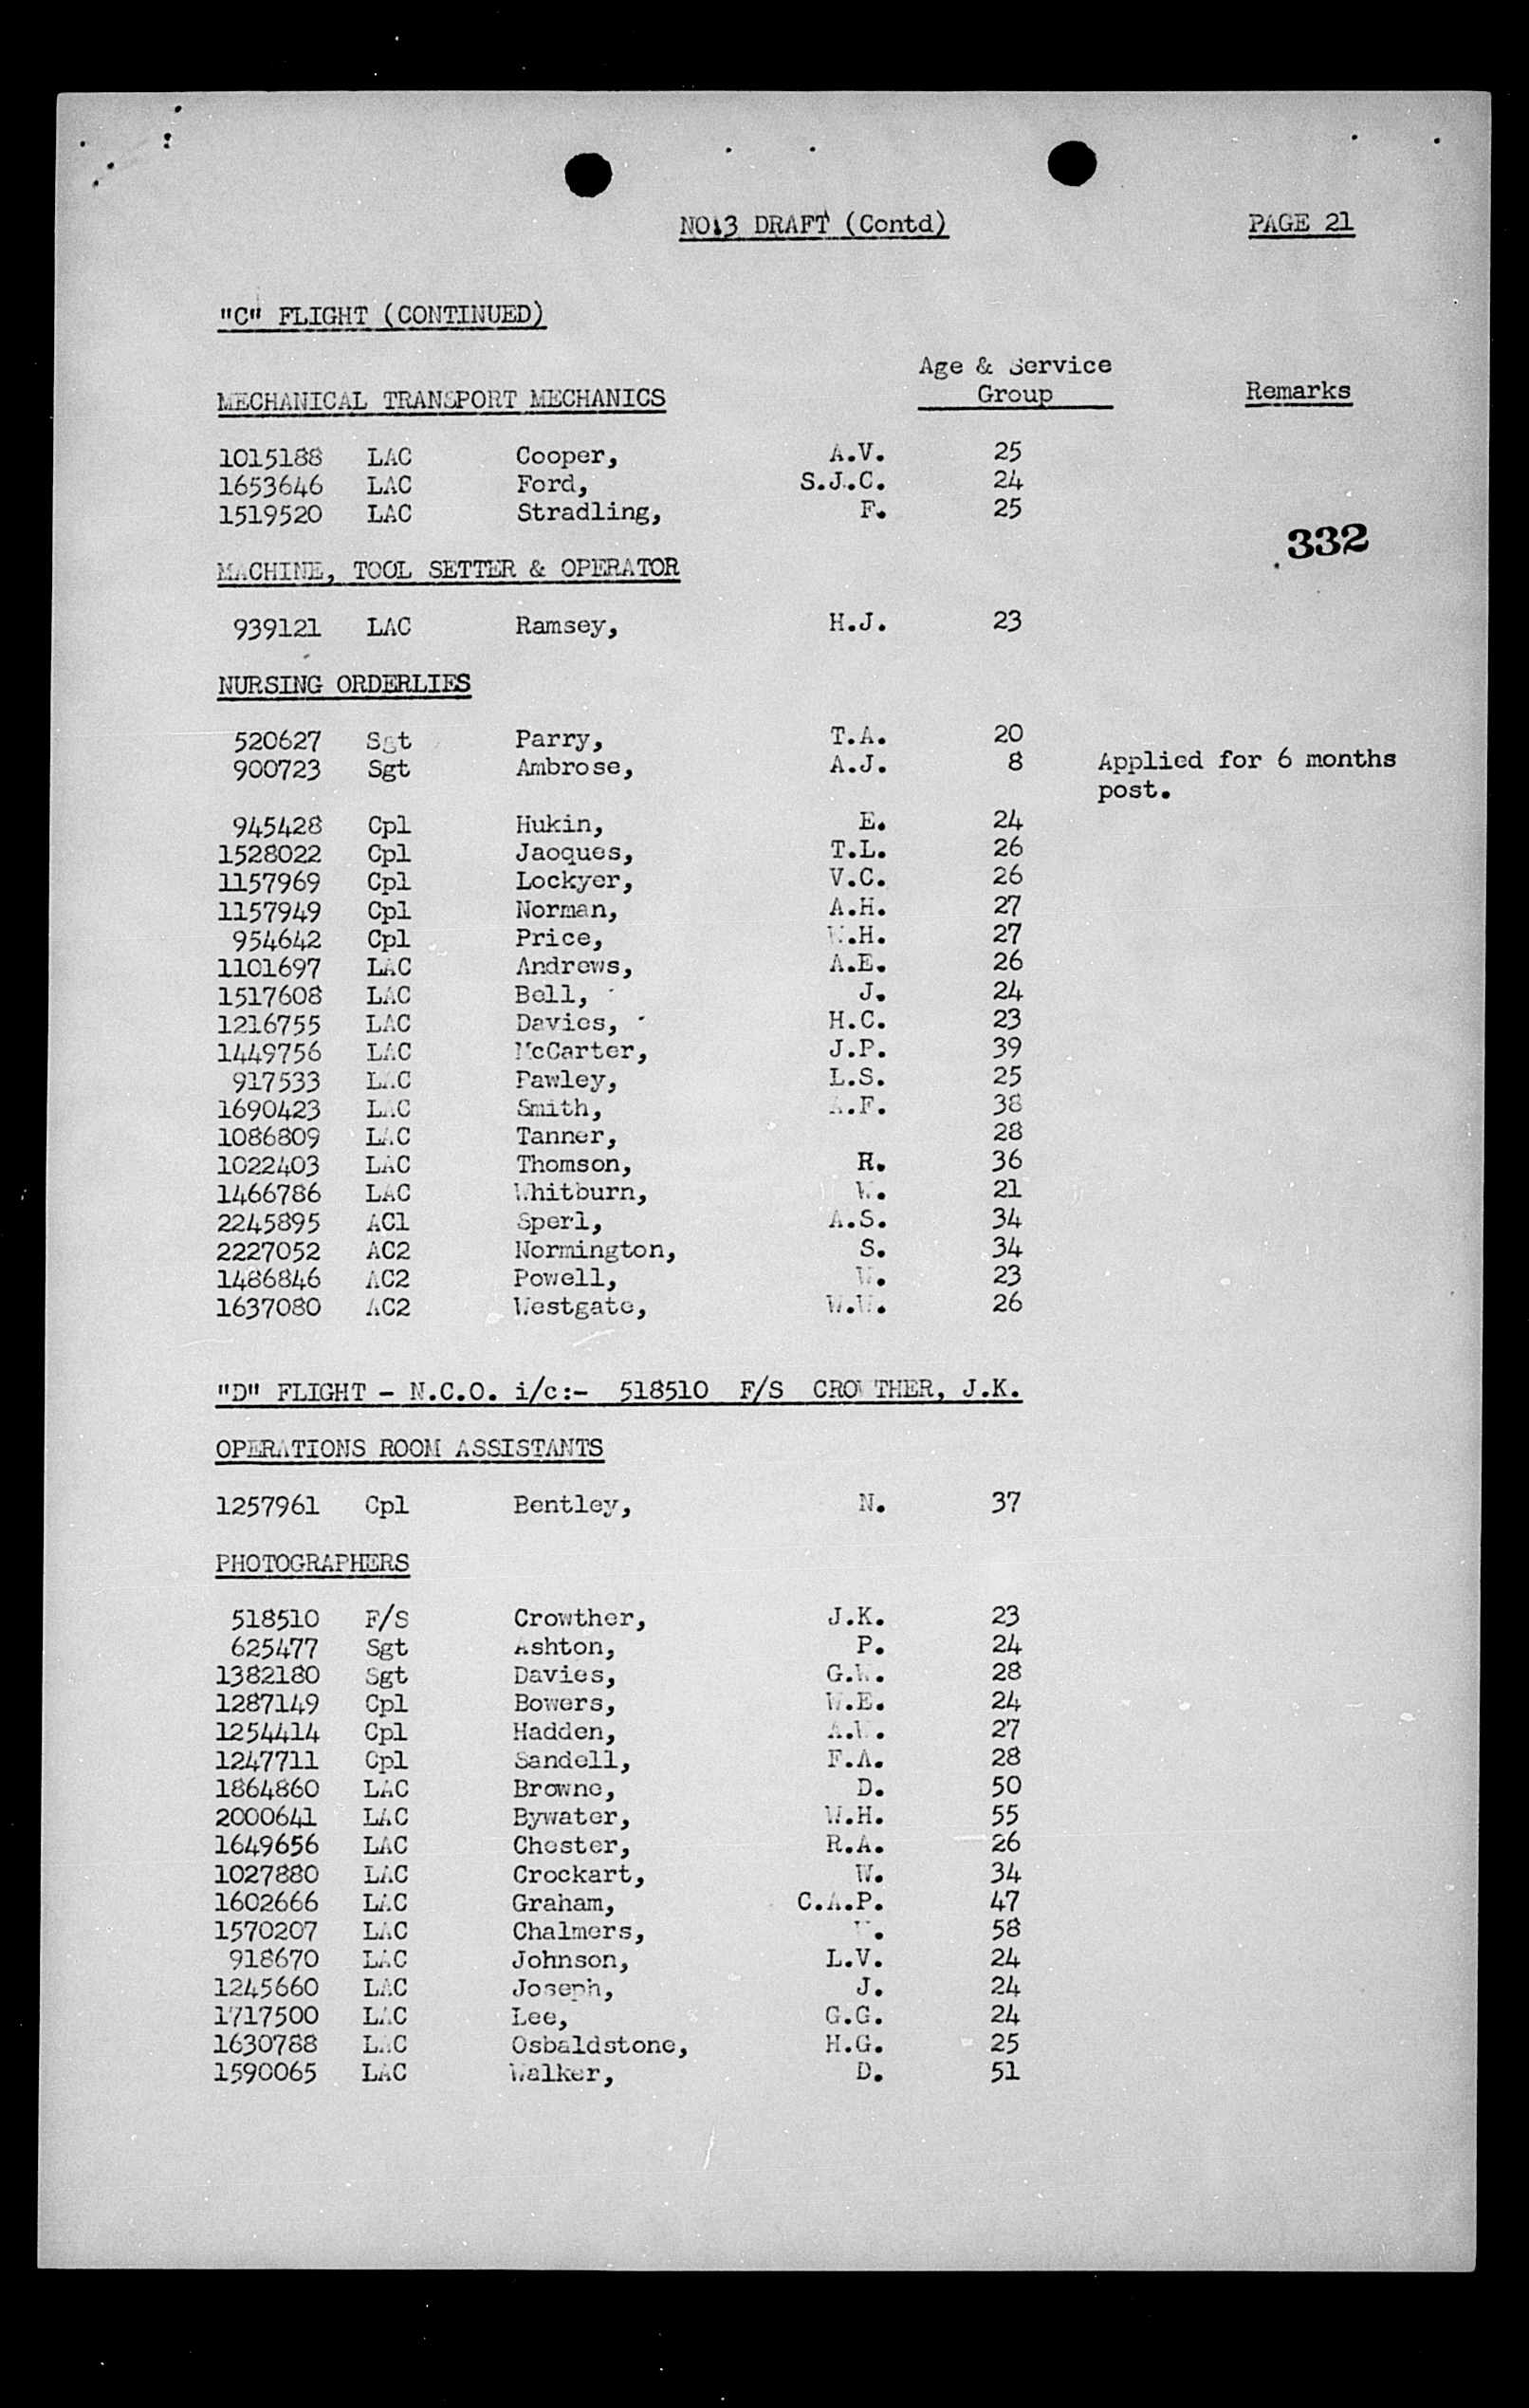 NO.3 DRAFT (Contd) PAGE 21
"C" FLIGHT (CONTINUED)
Age & Service
MECHANICAL TRANSPORT MECHANICS Group Remarks
1015188 LAC Cooper, A.V. 25
1653646 LAC Ford, S.J.C. 24
1519520 LAC Stradling, F. 25
332
MACHINE, TOOL SETTER & OPERATOR
939121 LAC Ramsey, H.J. 23
NURSING ORDERLIES
520627 Sgt Parry, T.A. 20
900723 Sgt Ambrose, A.J. 8 Applied for 6 months
post.
945428 Cpl Hukin, E. 24
1528022 Cpl Jaoques, T.L. 26
1157969 Cpl Lockyer, V.C. 26
1157949 Cpl Norman, A.H. 27
954642 Cpl Price, W.H. 27
1101697 LAC Andrews, A.E. 26
1517608 LAC Bell, J. 24
1216755 LAC Davies, H.C. 23
1449756 LAC McCarter, J.P. 39
917533 LAC Pawley, L.S. 25
1690423 LAC Smith, A.F. 38
1086809 LAC Tanner, 28
1022403 LAC Thomson, R. 36
1466786 LAC Whitburn, W. 21
2245895 AC1 Sperl, A.S. 34
2227052 AC2 Normington, S. 34
1486846 AC2 Powell, W. 23
1637080 AC2 Westgate, W.W. 26
"D" FLIGHT - N.C.O. i/c:- 518510 F/S CROWTHER, J.K.
OPERATIONS ROOM ASSISTANTS
1257961 Cpl Bentley, N. 37
PHOTOGRAPHERS
518510 F/S Crowther, J.K. 23
625477 Sgt Ashton, P. 24
1382180 Sgt Davies, G.W. 28
1287149 Cpl Bowers, W.E. 24
1254414 Cpl Hadden, A.W. 27
1247711 Cpl Sandell, F.A. 28
1864860 LAC Browne, D. 50
2000641 LAC Bywater, W.H. 55
1649656 LAC Chester, R.A. 26
1027880 LAC Crockart, W. 34
1602666 LAC Graham, C.A.P. 47
1570207 LAC Chalmers, 58
918670 LAC Johnson, L.V. 24
1245660 LAC Joseph, J. 24
1717500 LAC Lee, G.G. 24
1630788 LAC Osbaldstone, H.G. 25
1590065 LAC Walker, D. 51